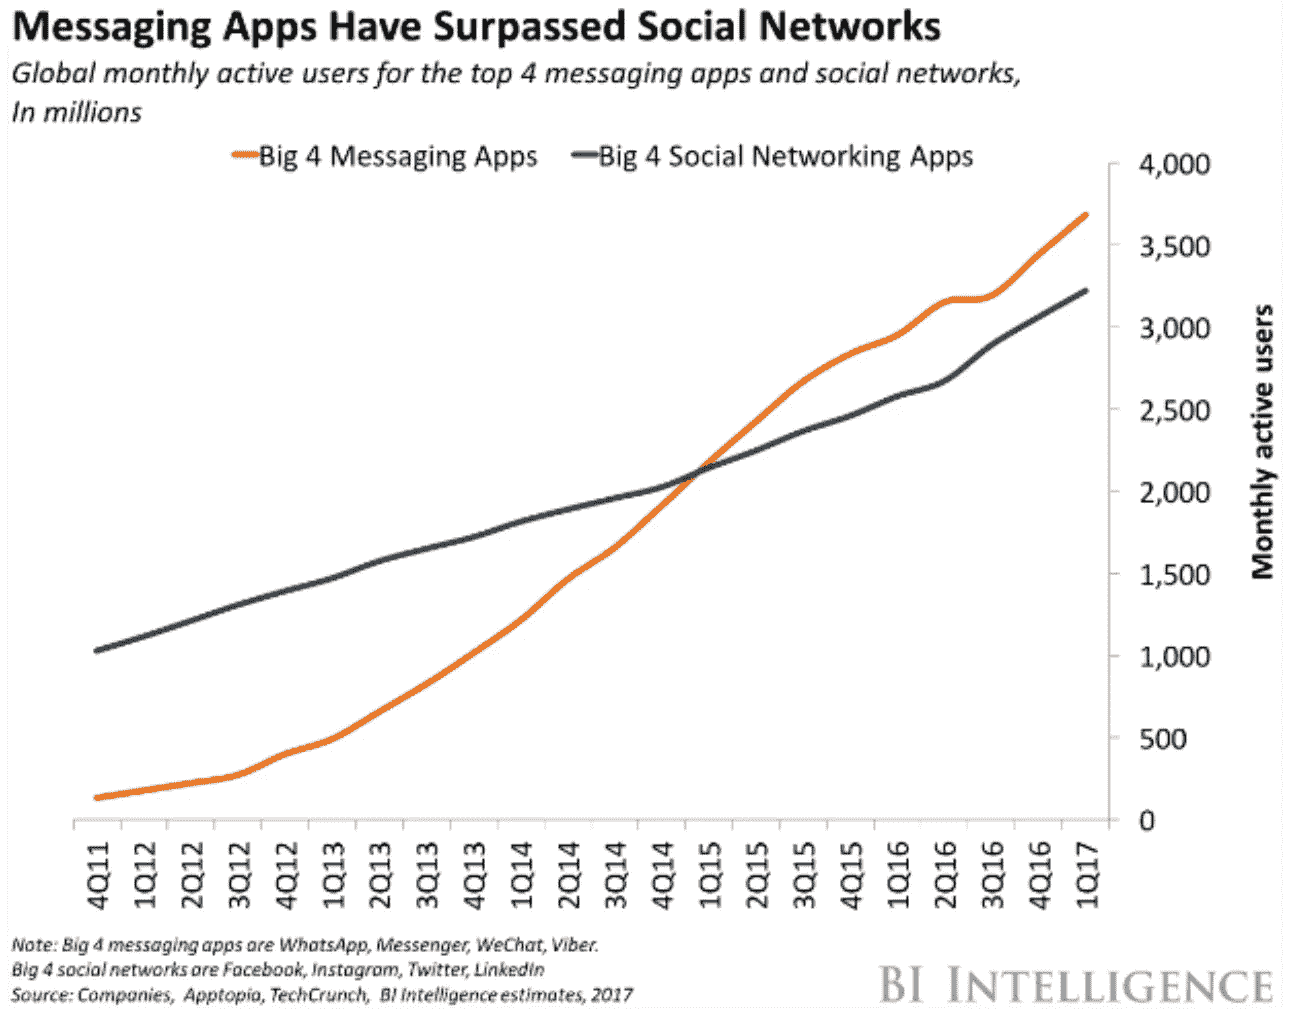 Messaging Apps Have Surpassed Social Networks
Global monthly active users for the top 4 messaging apps and social networks,
In millions
Big 4 Messaging Apps
Big 4 Social Networking Apps
4,000
3,500
3,000
2,500
2,000
1,500
1,000
500
0
Monthly active users
4Q11
1Q12
2Q12
3Q12
4Q12
1Q13
2Q13
3Q13
4Q13
1Q14
2Q14
3Q14
4Q14
1Q15
2Q15
3Q15
4Q15
1Q16
2Q16
3Q16
4Q16
1Q17
Note: Big 4 messaging apps are WhatsApp, Messenger, WeChat, Viber.
Big 4 social networks are Facebook, Instagram, Twitter, LinkedIn
Source: Companies, Apptopia, TechCrunch, BI Intelligence estimates, 2017
BI INTELLIGENCE